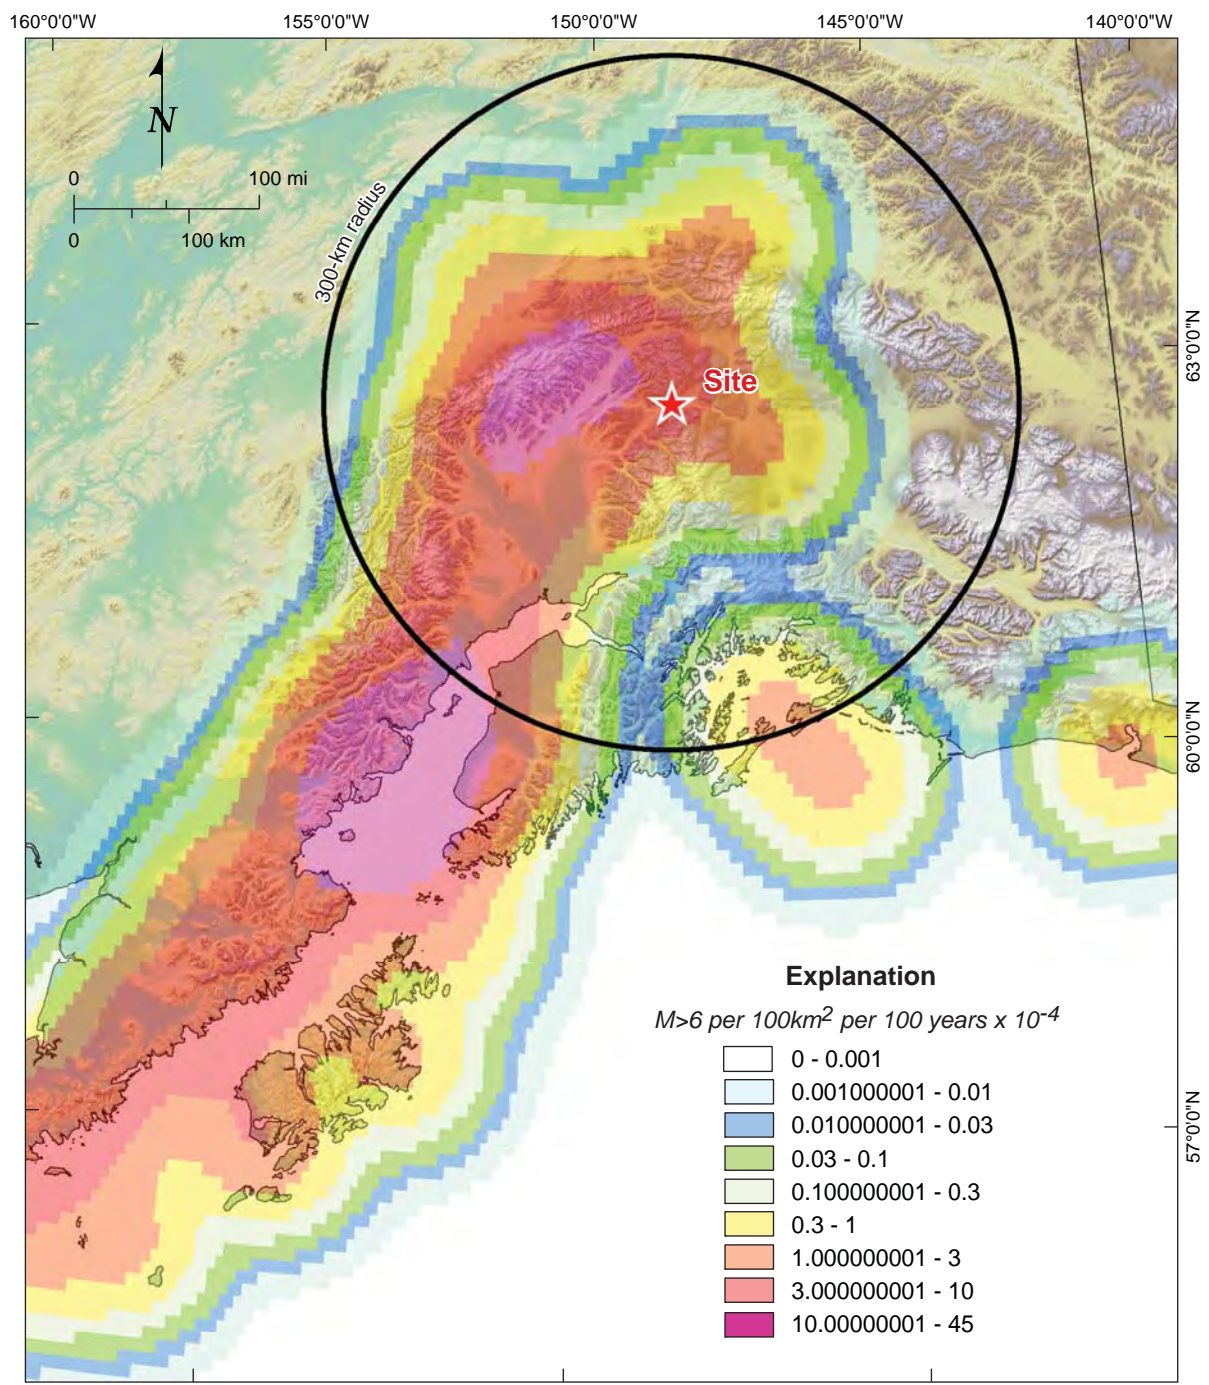 160°0'0"W 155°0'0"W 150°0'0"W 145°0'0"W 140°0'0"W
N
0 100 mi
0 100 km
300-km radius
Site
63°0'0"N
60°0'0"N
57°0'0"N
Explanation
M>6 per 100km2 per 100 years x 10-4
0 - 0.001
0.001000001 - 0.01
0.010000001 - 0.03
0.03 - 0.1
0.100000001 - 0.3
0.3 - 1
1.000000001 - 3
3.000000001 - 10
10.00000001 - 45